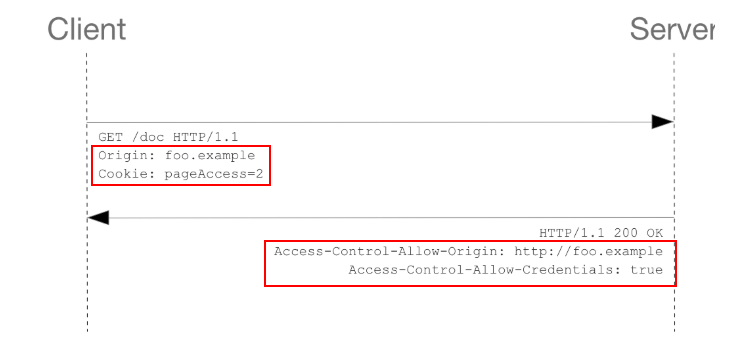 Client
Server
GET /doc HTTP/1.1
Origin: foo.example
Cookie: pageAccess=2
HTTP/1.1 200 OK
Access-Control-Allow-Origin: http://foo.example
Access-Control-Allow-Credentials: true